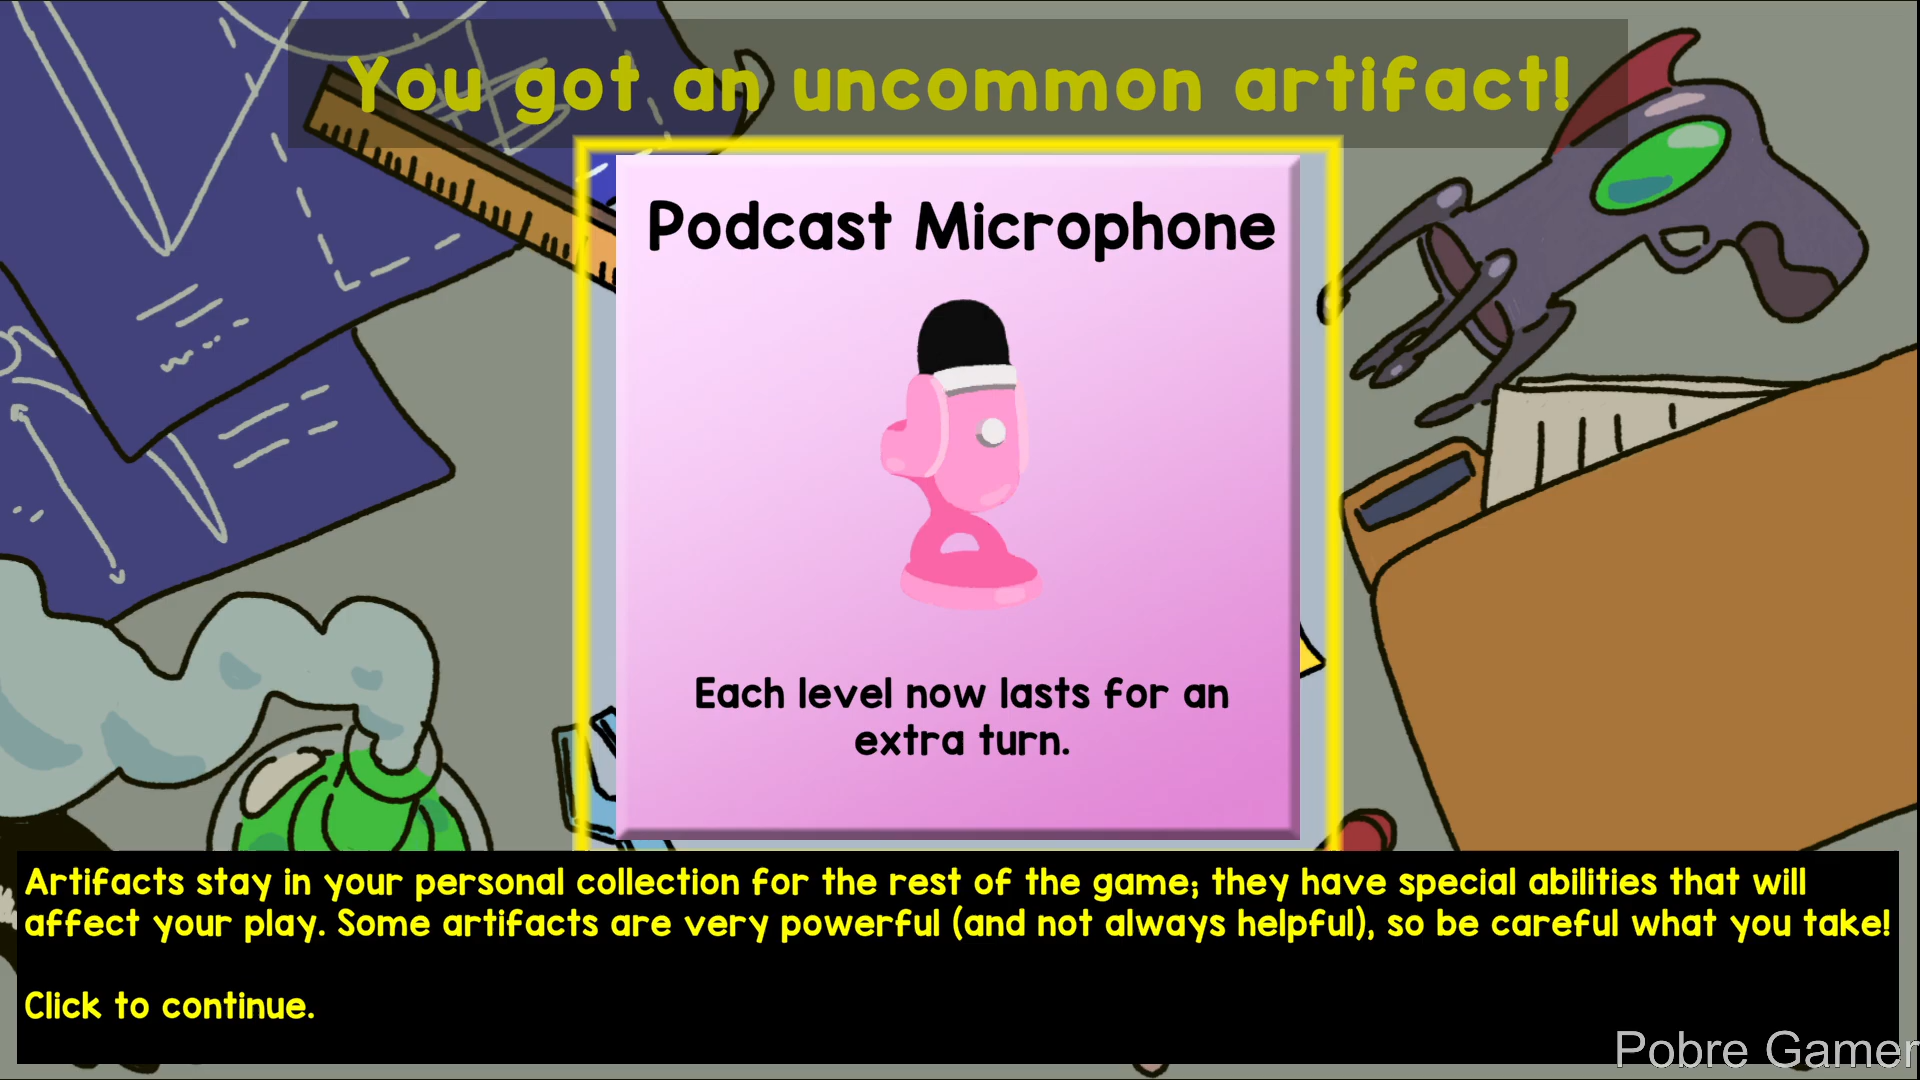 You got an uncommon artifact!
Podcast Microphone
Each level now lasts for an
extra turn.
Artifacts stay in your personal collection for the rest of the game; they have special abilities that will
affect your play. Some artifacts are very powerful (and not always helpful), so be careful what you take!
Click to continue.
Pobre Gamer